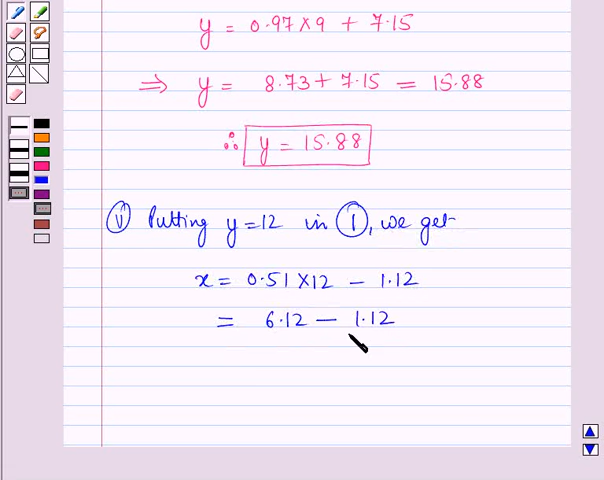 y = 0.97×9 + 7.15
⇒ y = 8.73 + 7.15 = 15.88
∴ y = 15.88
Ⓥ Putting y=12 in ①, we get
x = 0.51×12 − 1.12
= 6.12 − 1.12